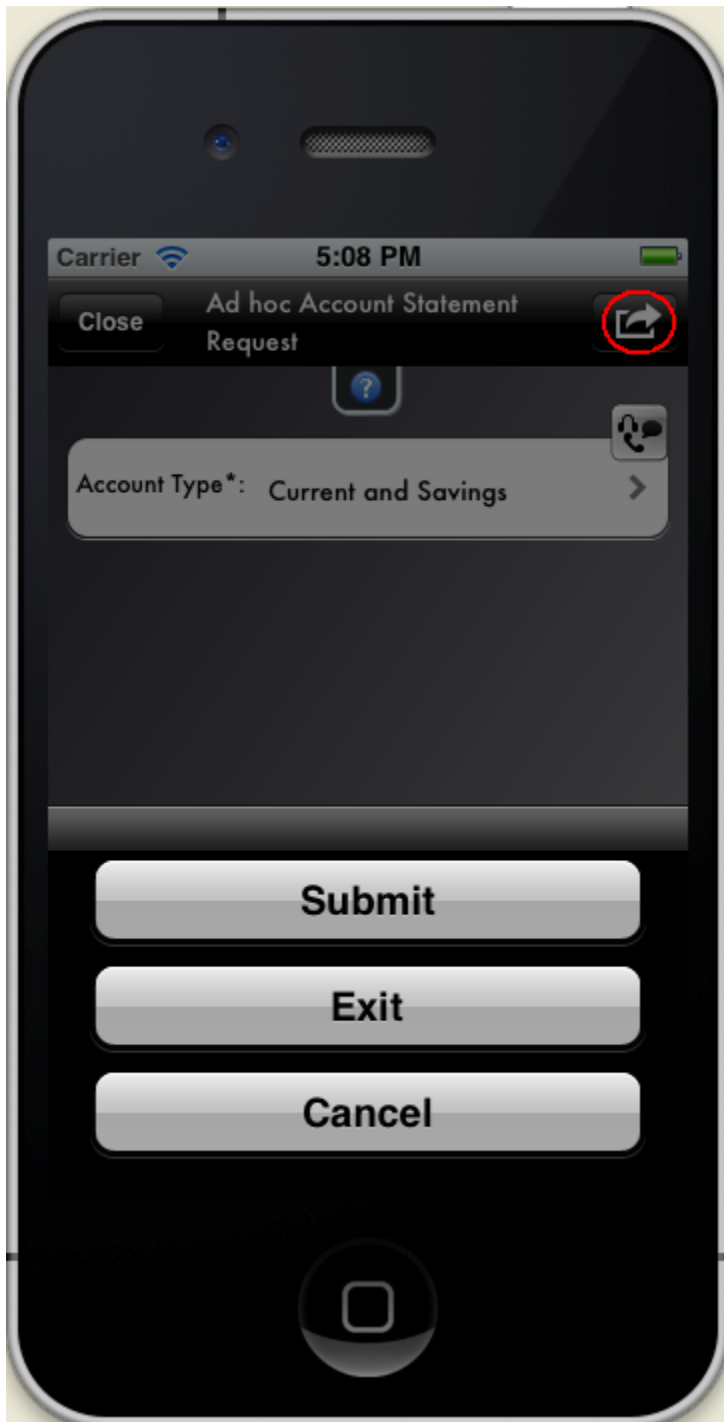 Carrier 5:08 PM
Close Ad hoc Account Statement
Request
?
Account Type*: Current and Savings
Submit
Exit
Cancel